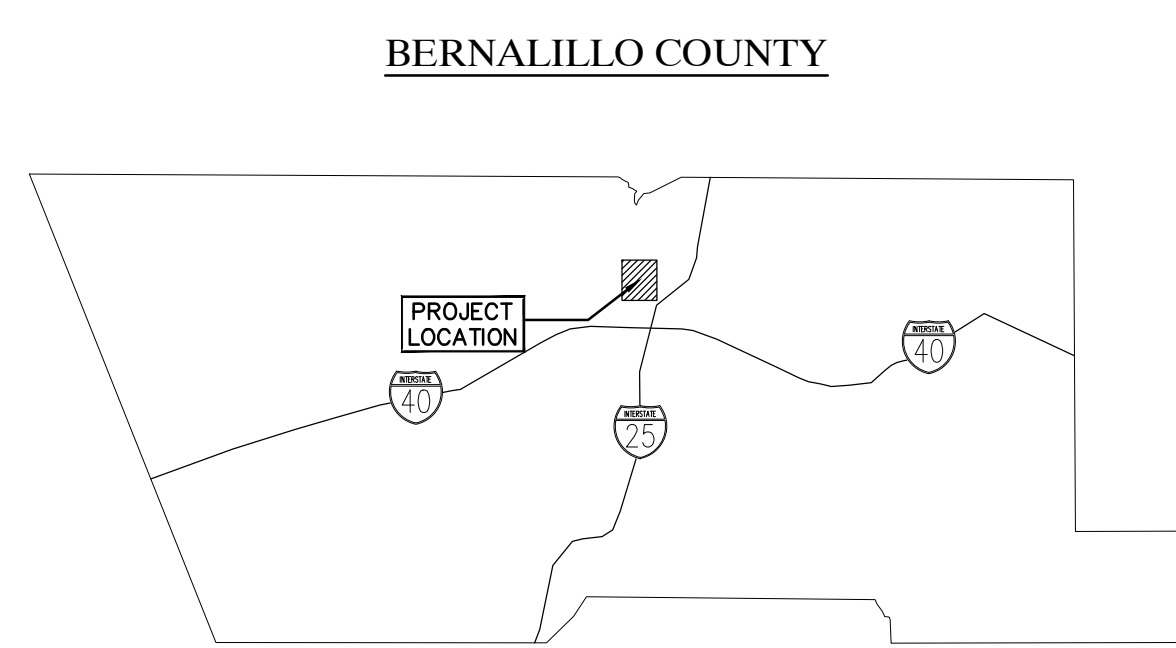 BERNALILLO COUNTY
PROJECT
LOCATION
INTERSTATE
40
INTERSTATE
40
INTERSTATE
25